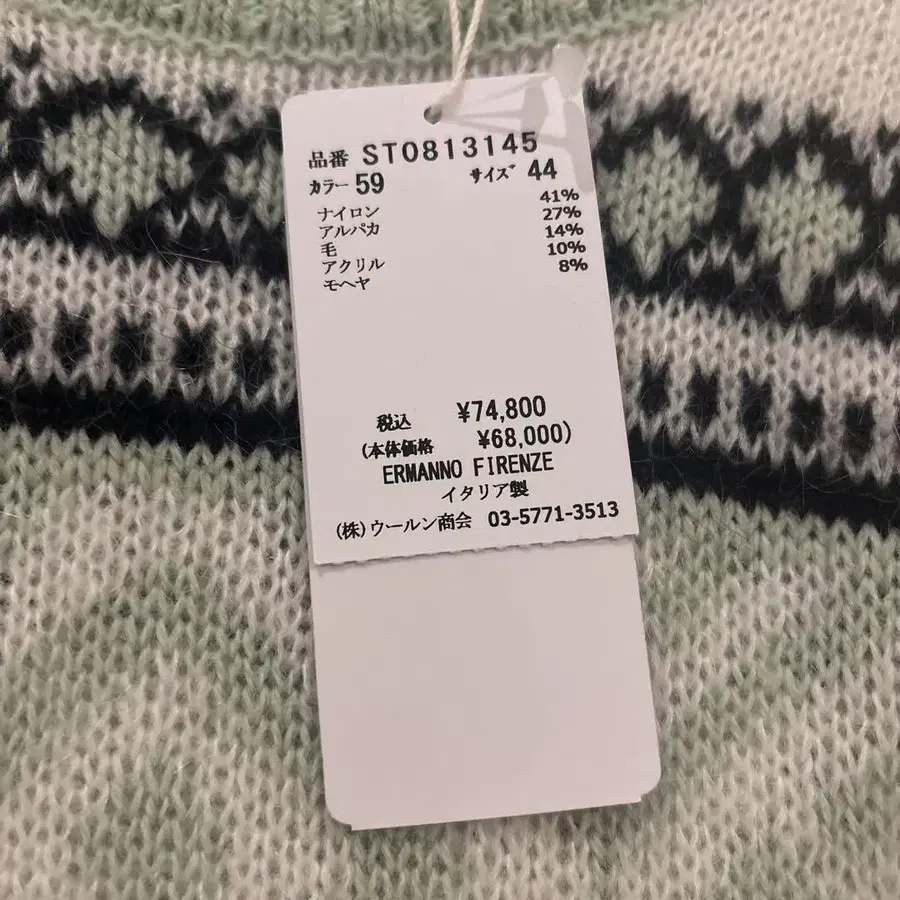 品番 ST0813145
カラー 59 サイズ 44
ナイロン 41%
アルパカ 27%
毛 14%
アクリル 10%
モヘヤ 8%
税込 ¥74,800
(本体価格 ¥68,000)
ERMANNO FIRENZE
イタリア製
(株)ウールン商会 03-5771-3513